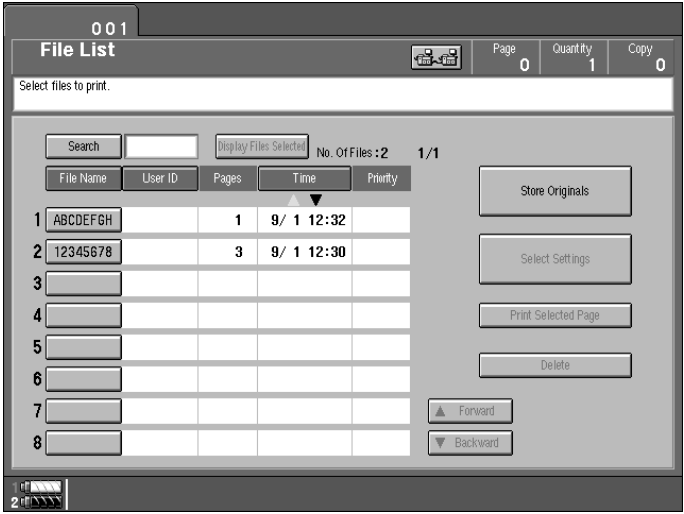 001
File List
Page 0 Quantity 1 Copy 0
Select files to print.
Search Display Files Selected No. Of Files :2 1/1
File Name User ID Pages Time Priority
Store Originals
1 ABCDEFGH 1 9/ 1 12:32
2 12345678 3 9/ 1 12:30
Select Settings
3
4 Print Selected Page
5
Delete
6
7 ▲ Forward
8 ▼ Backward
1
2